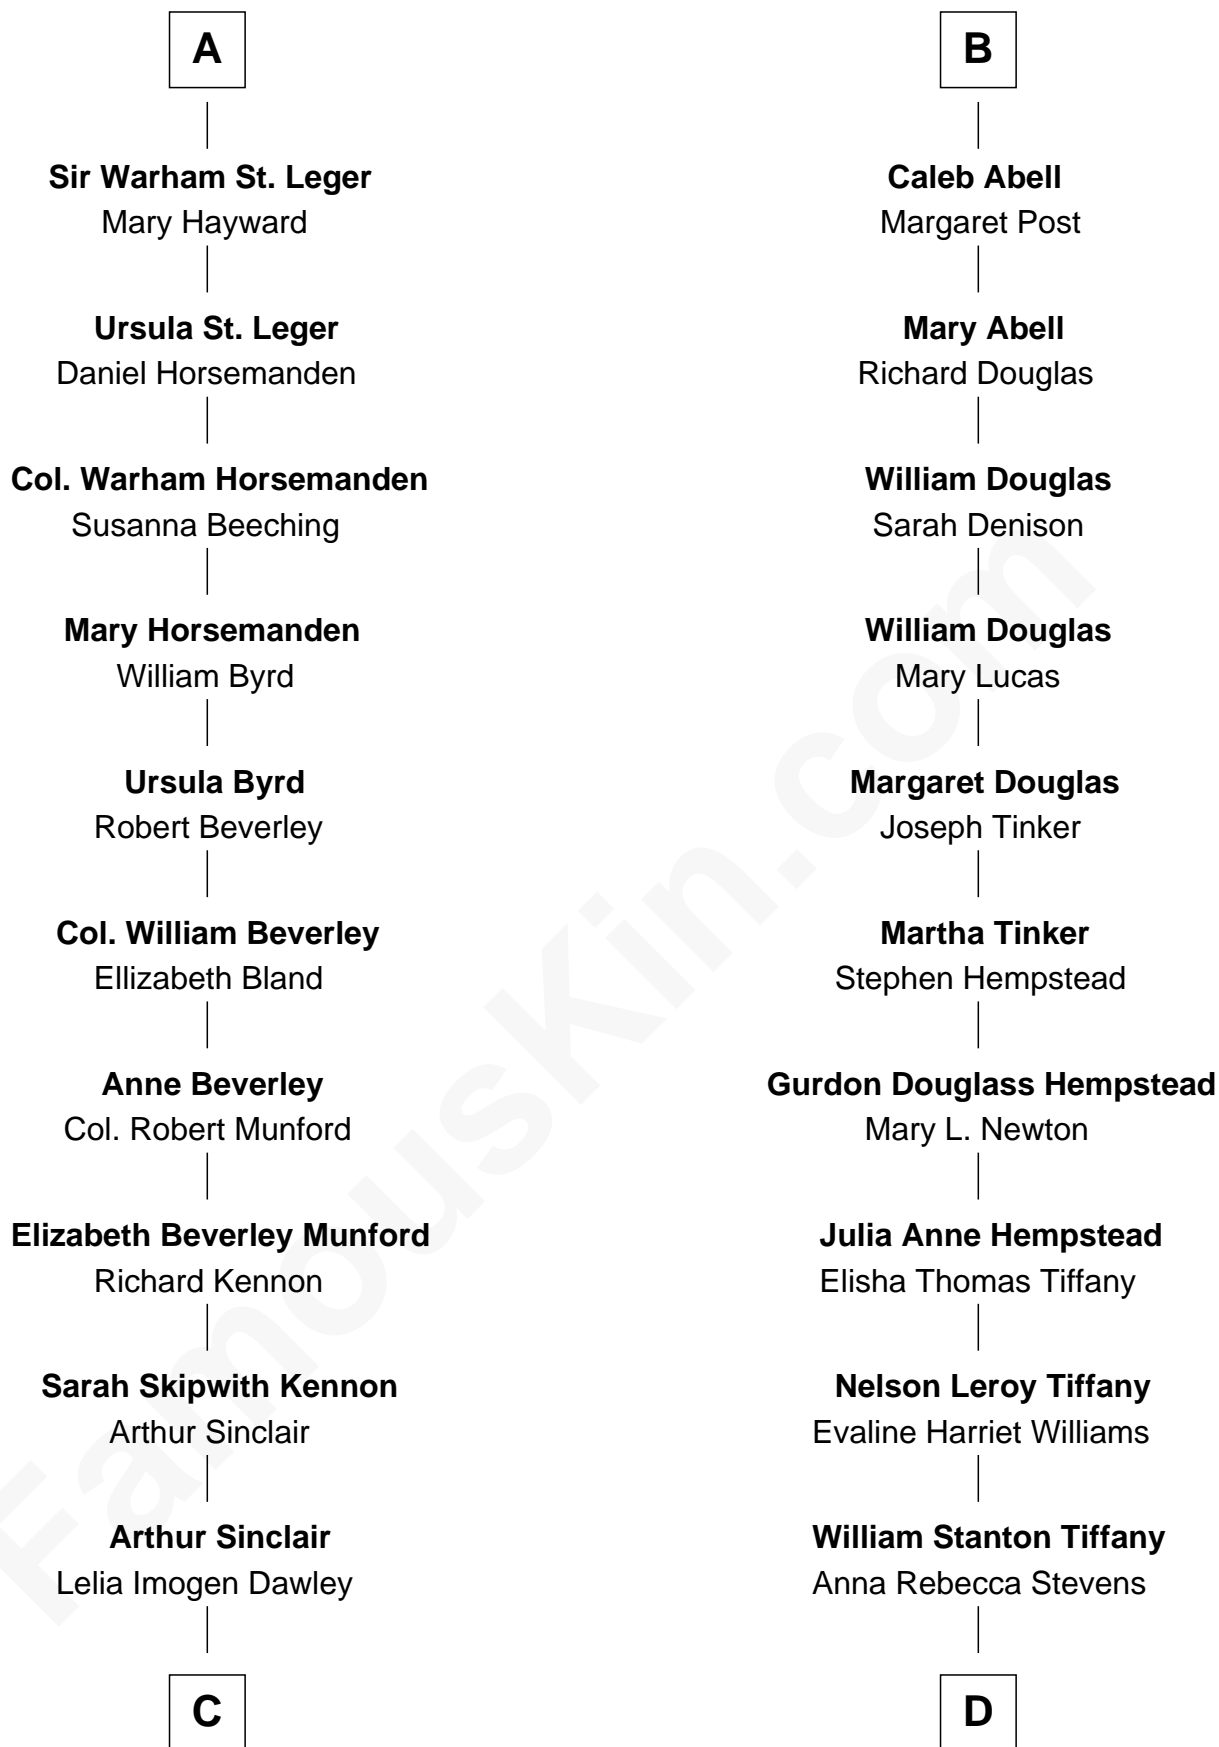 A
Sir Warham St. Leger
Mary Hayward
Ursula St. Leger
Daniel Horsemanden
Col. Warham Horsemanden
Susanna Beeching
Mary Horsemanden
William Byrd
Ursula Byrd
Robert Beverley
Col. William Beverley
Ellizabeth Bland
Anne Beverley
Col. Robert Munford
Elizabeth Beverley Munford
Richard Kennon
Sarah Skipwith Kennon
Arthur Sinclair
Arthur Sinclair
Lelia Imogen Dawley
C
B
Caleb Abell
Margaret Post
Mary Abell
Richard Douglas
William Douglas
Sarah Denison
William Douglas
Mary Lucas
Margaret Douglas
Joseph Tinker
Martha Tinker
Stephen Hempstead
Gurdon Douglass Hempstead
Mary L. Newton
Julia Anne Hempstead
Elisha Thomas Tiffany
Nelson Leroy Tiffany
Evaline Harriet Williams
William Stanton Tiffany
Anna Rebecca Stevens
D
FamousKin.com